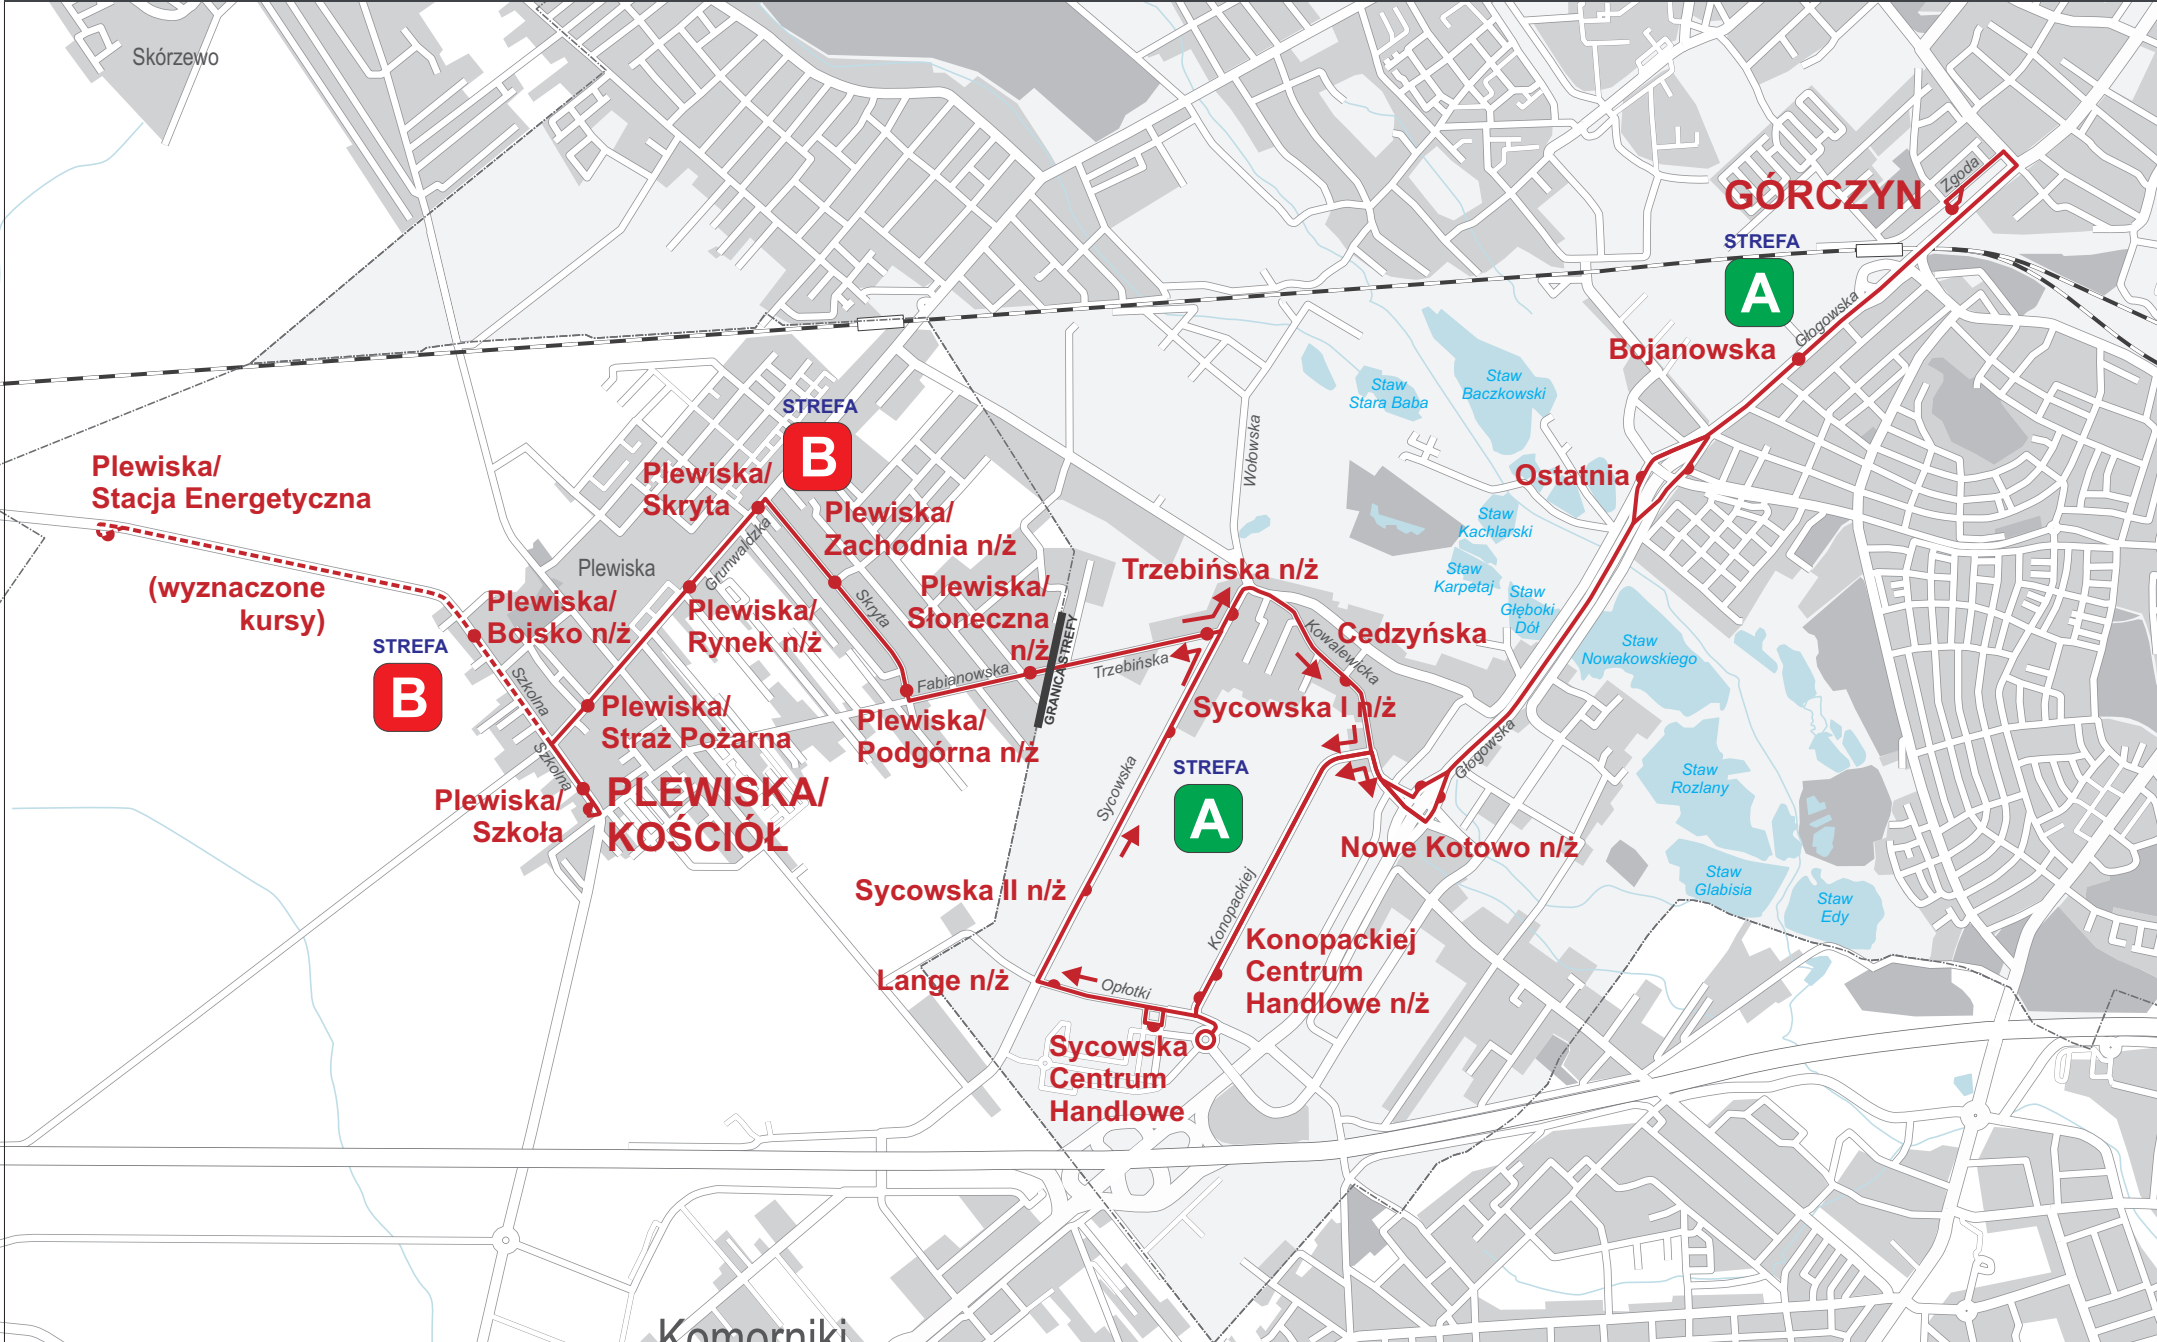 Skórzewo
Zgoda
GÓRCZYN
STREFA
A
Głogowska
Bojanowska
Staw
Baczkowski
Staw
Stara Baba
STREFA
B
Wołowska
Plewiska/
Stacja Energetyczna
Plewiska/
Skryta
Ostatnia
Plewiska/
Zachodnia n/ż
Staw
Kachlarski
Grunwaldzka
Plewiska
Trzebińska n/ż
Staw
Karpętaj
(wyznaczone
kursy)
Plewiska/
Boisko n/ż
Plewiska/
Rynek n/ż
Skryta
Plewiska/
Słoneczna
n/ż
Staw
Głęboki
Dół
Staw
Nowakowskiego
Cedzyńska
Kowalewicka
STREFA
B
Szkolna
Fabianowska
GRANICA STREFY
Trzebińska
Plewiska/
Straż Pożarna
Plewiska/
Podgórna n/ż
Sycowska I n/ż
Głogowska
Szkolna
STREFA
A
Sycowska
Staw
Rozlany
Plewiska/
Szkoła
PLEWISKA/
KOŚCIÓŁ
Nowe Kotowo n/ż
Sycowska II n/ż
Konopackiej
Staw
Glabisia
Staw
Edy
Konopackiej
Centrum
Handlowe n/ż
Lange n/ż
Opłotki
Sycowska
Centrum
Handlowe
Komorniki